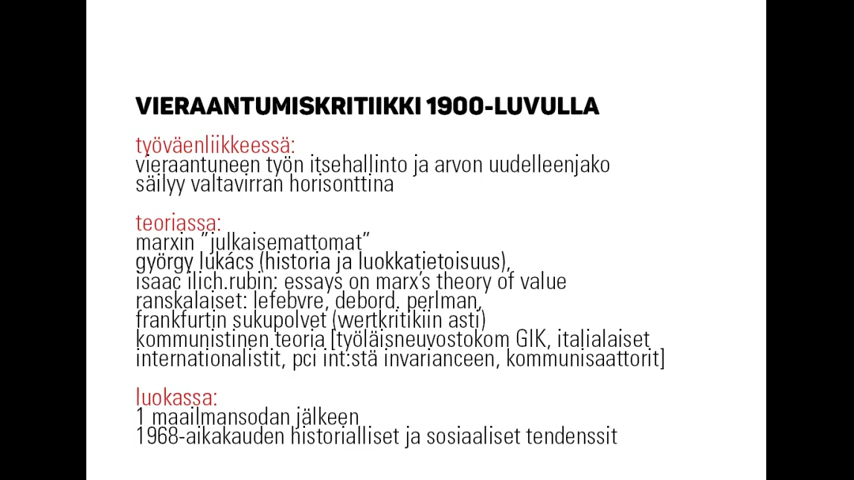 VIERAANTUMISKRITIIKKI 1900-LUVULLA
työväenliikkeessä:
vieraantuneen työn itsehallinto ja arvon uudelleenjako
säilyy valtavirran horisonttina
teoriassa:
marxin ”julkaisemattomat”
györgy lukács (historia ja luokkatietoisuus),
isaac ilich.rubin: essays on marx's theory of value
ranskalaiset: lefebvre, debord. perlman,
frankfurtin sukupolvet (wertkritikiin asti)
kommunistinen teoria [työläisneuvostokom GIK, italialaiset
internationalistit, pci int:stä invarianceen, kommunisaattorit]
luokassa:
1 maailmansodan jälkeen
1968-aikakauden historialliset ja sosiaaliset tendenssit